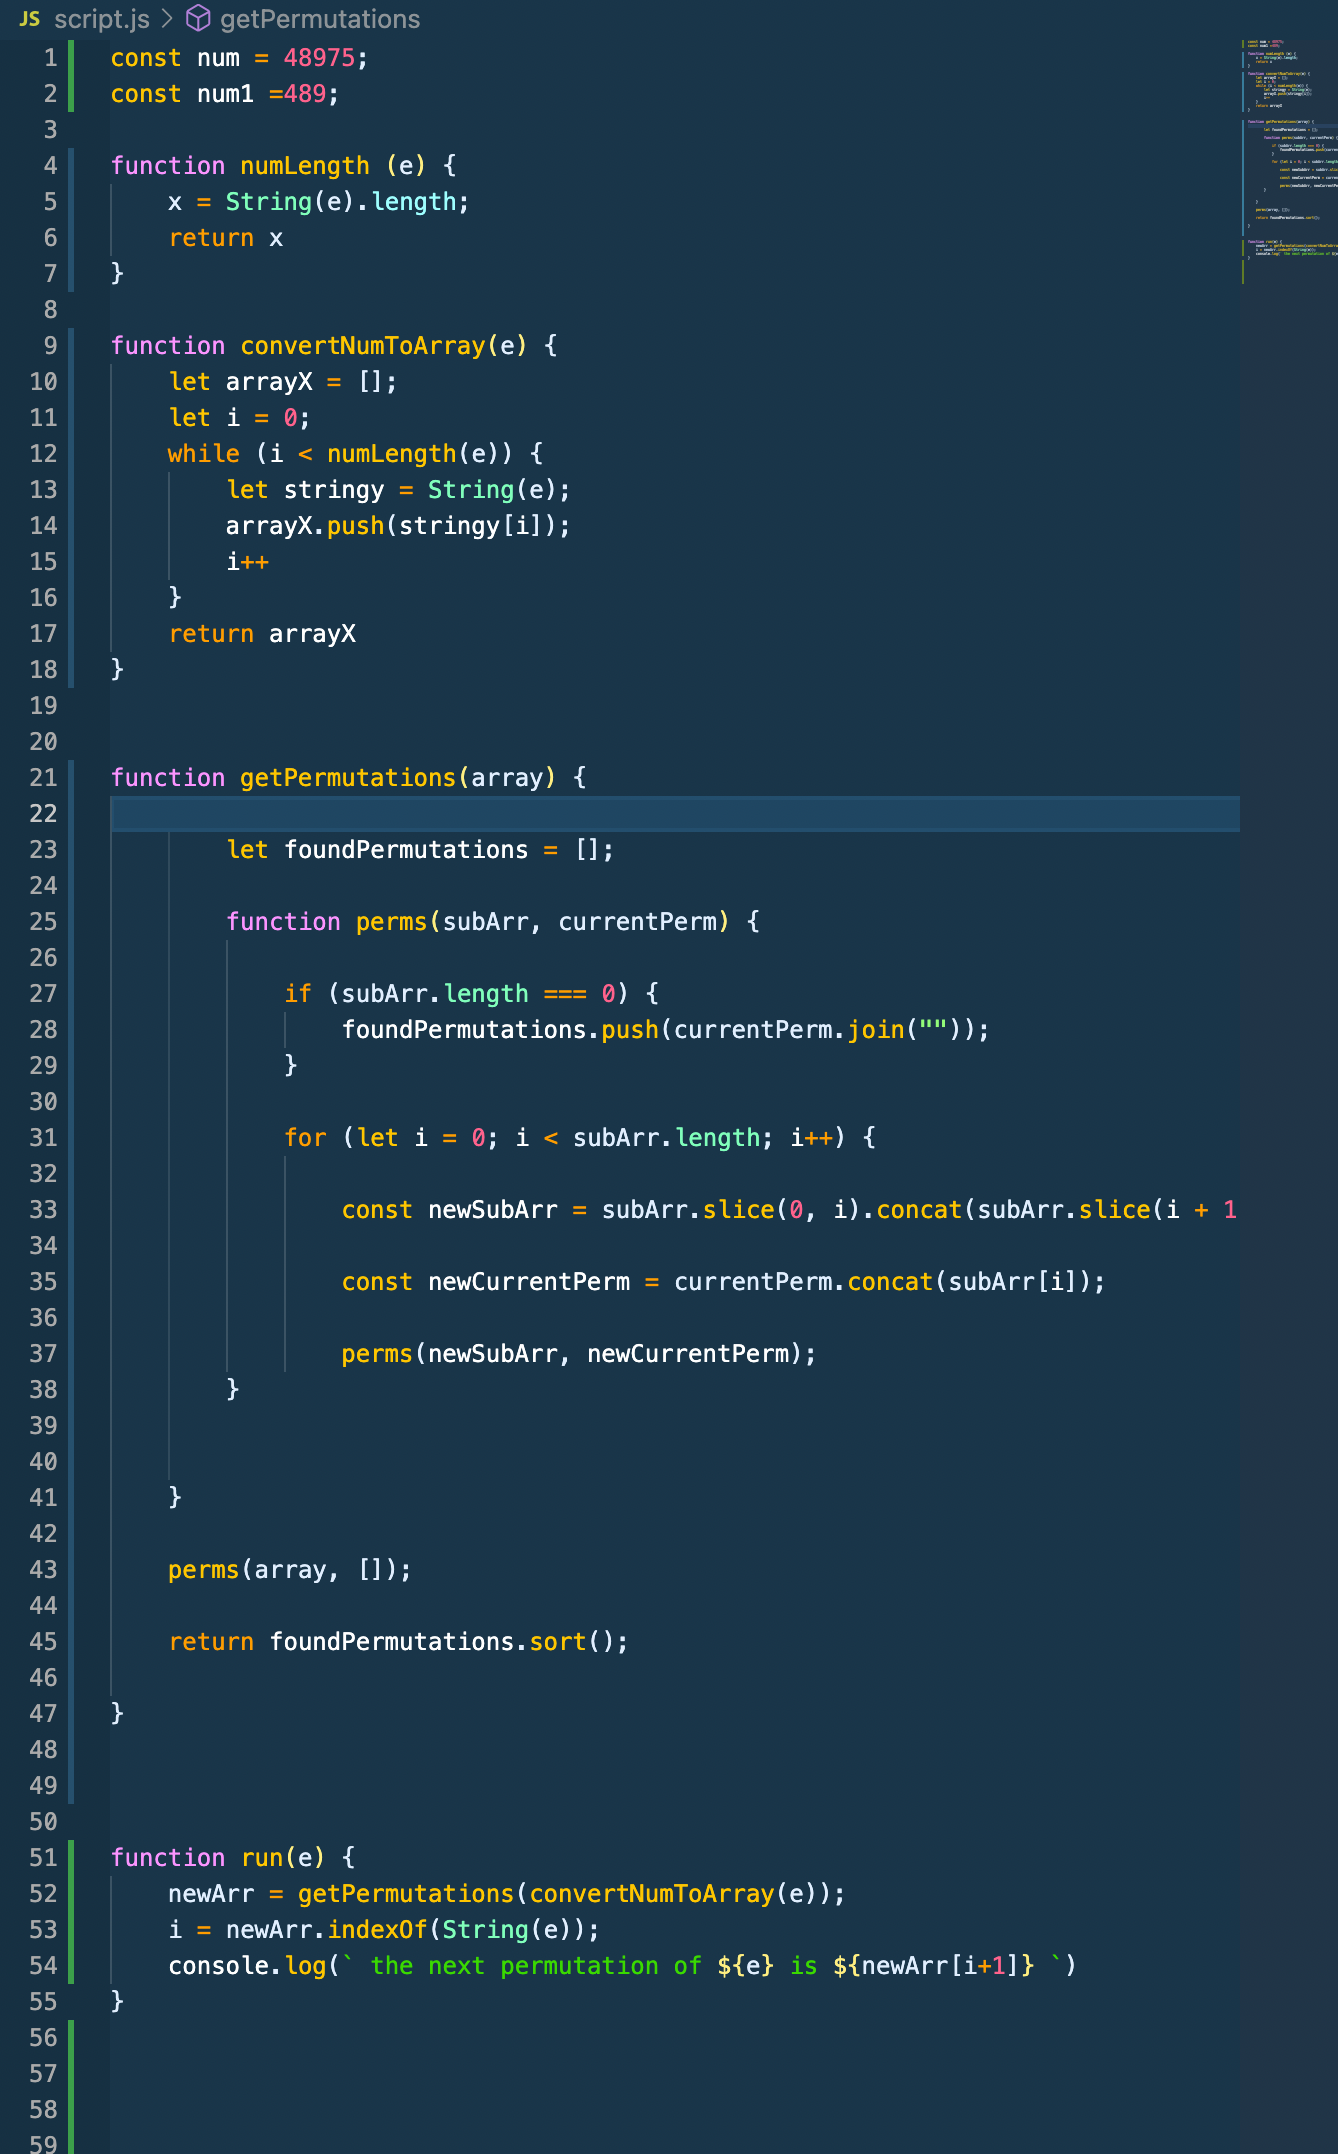 JS script.js > getPermutations
1 const num = 48975;
2 const num1 =489;
3
4 function numLength (e) {
5 x = String(e).length;
6 return x
7 }
8
9 function convertNumToArray(e) {
10 let arrayX = [];
11 let i = 0;
12 while (i < numLength(e)) {
13 let stringy = String(e);
14 arrayX.push(stringy[i]);
15 i++
16 }
17 return arrayX
18 }
19
20
21 function getPermutations(array) {
22
23 let foundPermutations = [];
24
25 function perms(subArr, currentPerm) {
26
27 if (subArr.length === 0) {
28 foundPermutations.push(currentPerm.join(""));
29 }
30
31 for (let i = 0; i < subArr.length; i++) {
32
33 const newSubArr = subArr.slice(0, i).concat(subArr.slice(i + 1
34
35 const newCurrentPerm = currentPerm.concat(subArr[i]);
36
37 perms(newSubArr, newCurrentPerm);
38 }
39
40
41 }
42
43 perms(array, []);
44
45 return foundPermutations.sort();
46
47 }
48
49
50
51 function run(e) {
52 newArr = getPermutations(convertNumToArray(e));
53 i = newArr.indexOf(String(e));
54 console.log(` the next permutation of ${e} is ${newArr[i+1]} `)
55 }
56
57
58
59